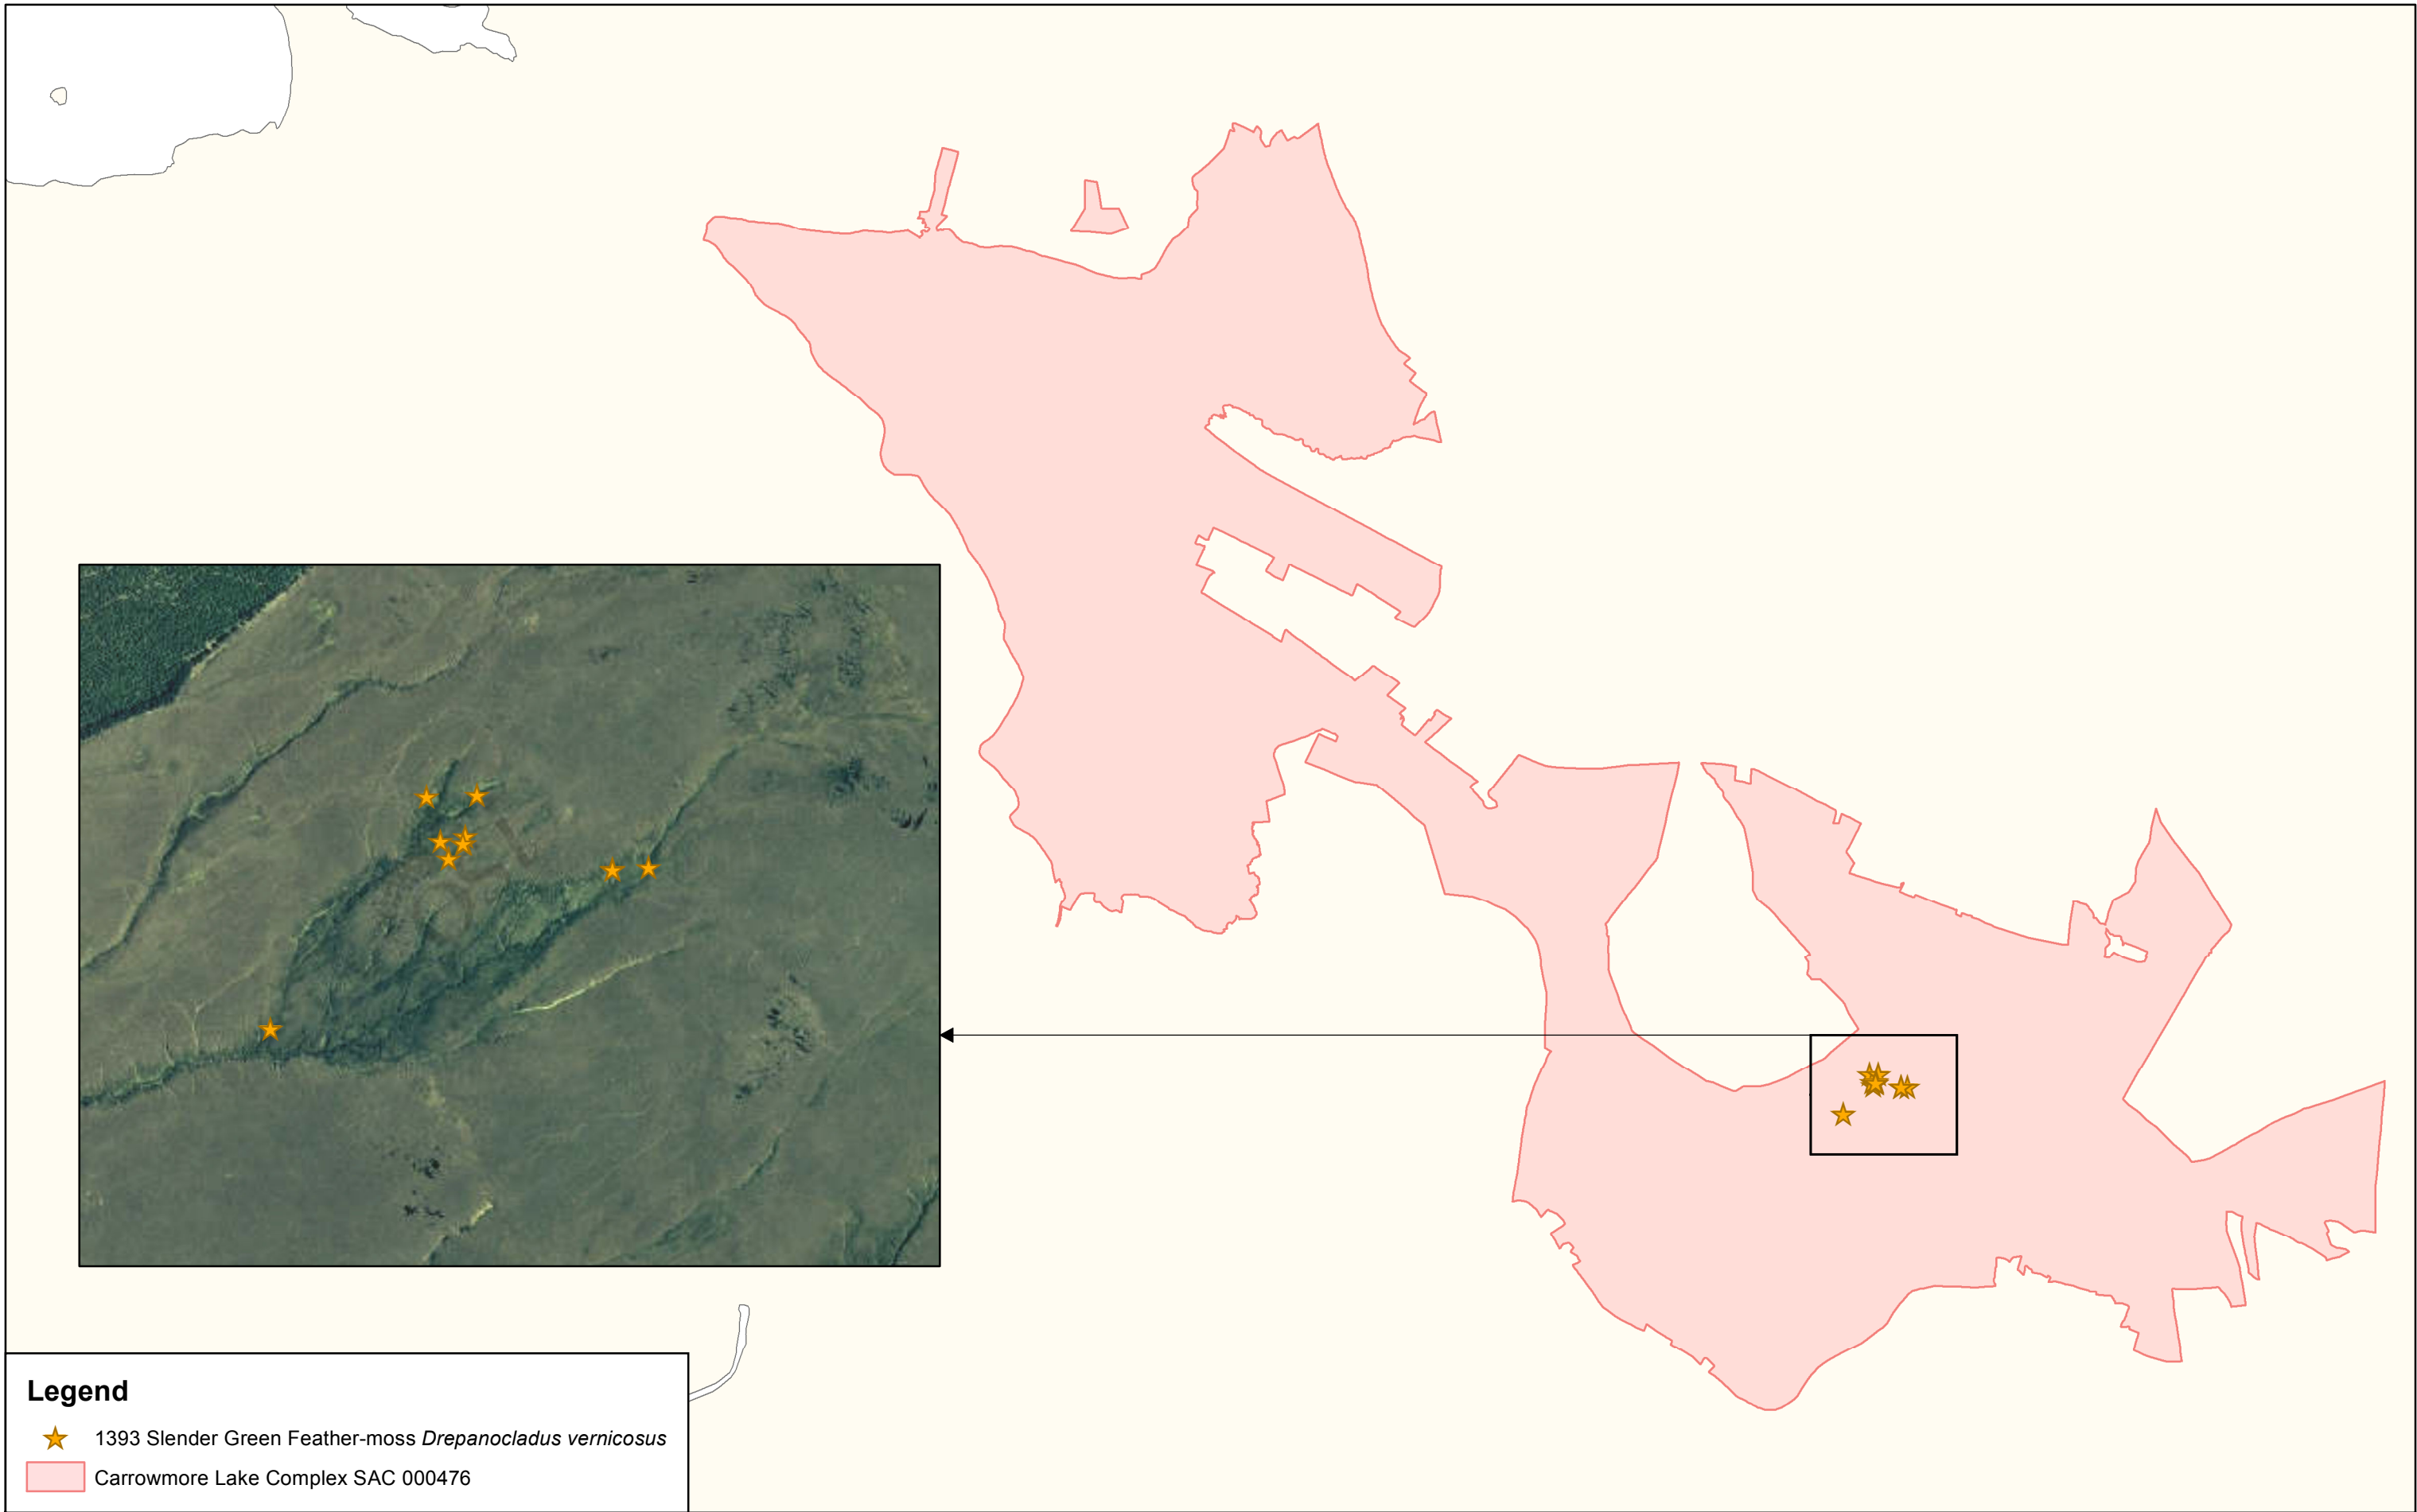 Legend
1393 Slender Green Feather-moss Drepanocladus vernicosus
Carrowmore Lake Complex SAC 000476